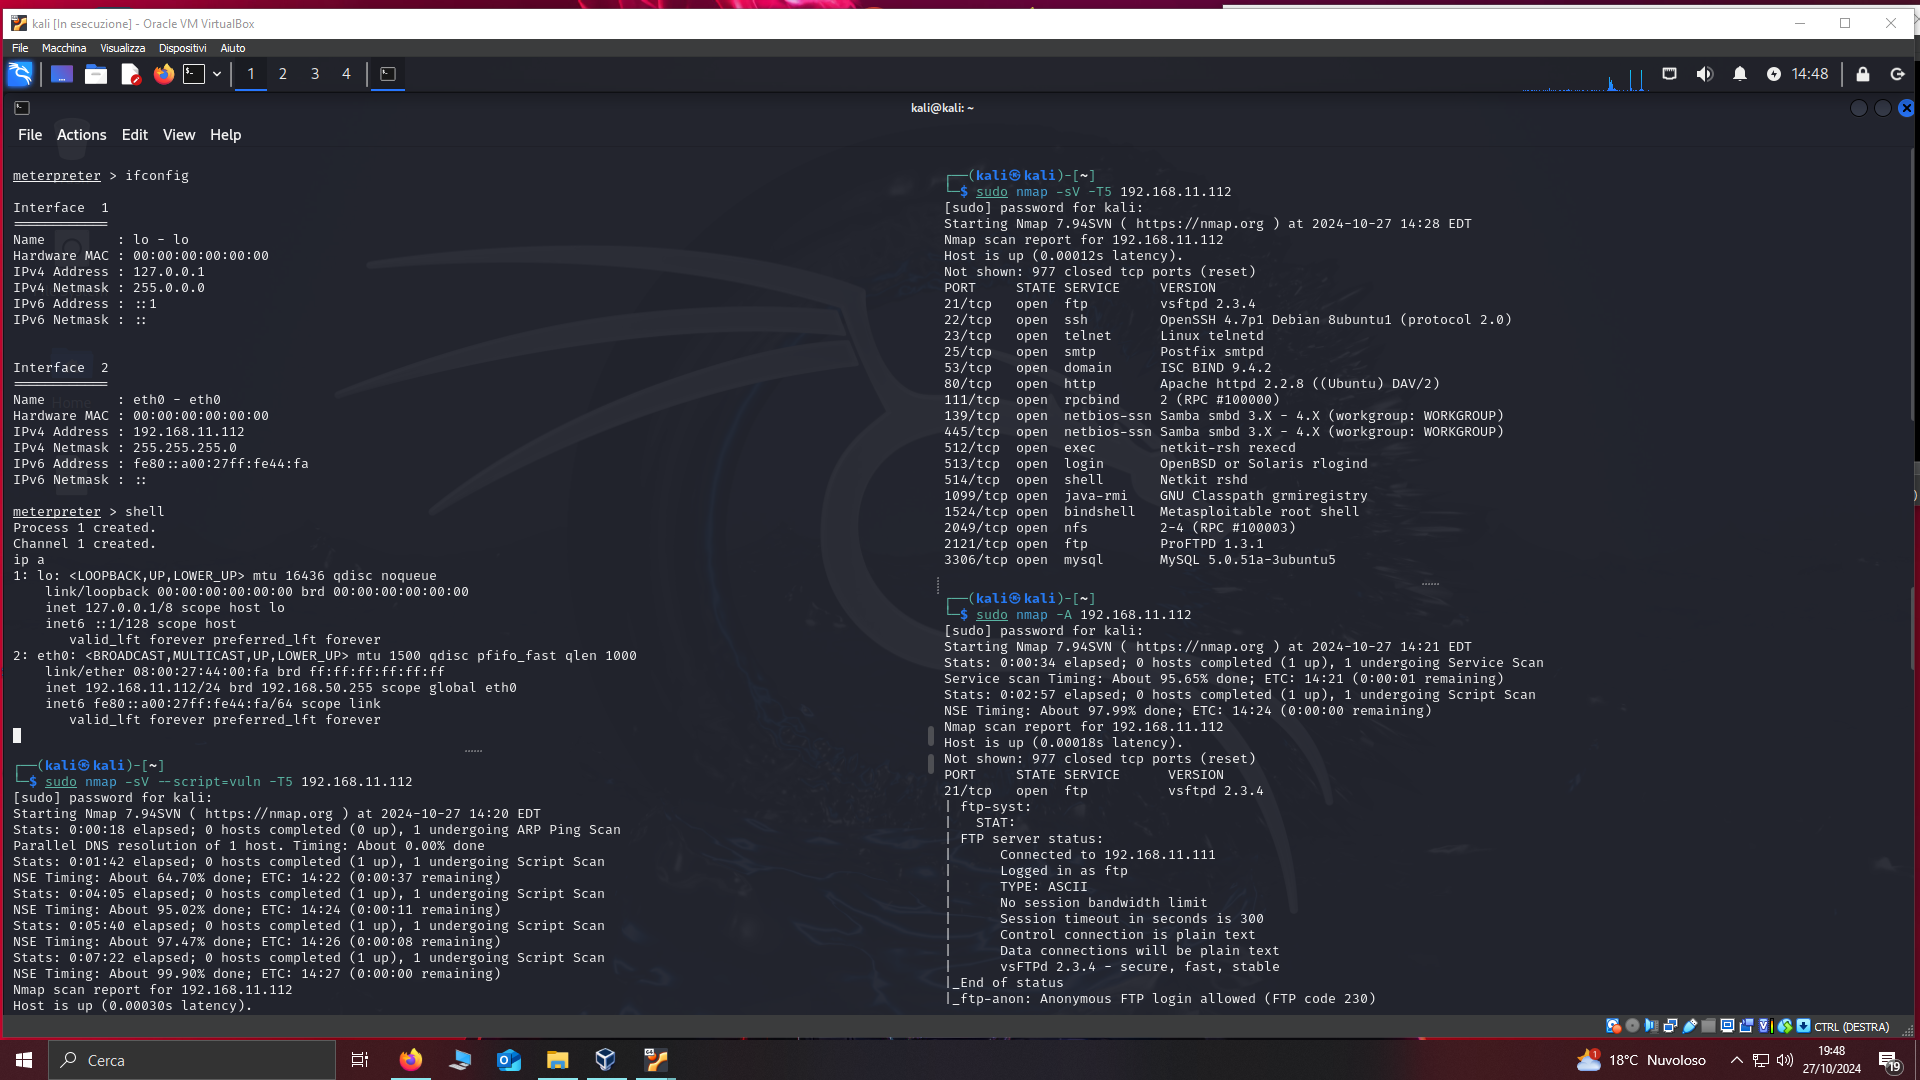 kali [In esecuzione] - Oracle VM VirtualBox
File Macchina Visualizza Dispositivi Aiuto
1 2 3 4
14:48
kali@kali: ~
File Actions Edit View Help
meterpreter > ifconfig
Interface  1
============
Name         : lo - lo
Hardware MAC : 00:00:00:00:00:00
IPv4 Address : 127.0.0.1
IPv4 Netmask : 255.0.0.0
IPv6 Address : ::1
IPv6 Netmask : ::
Interface  2
============
Name         : eth0 - eth0
Hardware MAC : 00:00:00:00:00:00
IPv4 Address : 192.168.11.112
IPv4 Netmask : 255.255.255.0
IPv6 Address : fe80::a00:27ff:fe44:fa
IPv6 Netmask : ::
meterpreter > shell
Process 1 created.
Channel 1 created.
ip a
1: lo: <LOOPBACK,UP,LOWER_UP> mtu 16436 qdisc noqueue
link/loopback 00:00:00:00:00:00 brd 00:00:00:00:00:00
inet 127.0.0.1/8 scope host lo
inet6 ::1/128 scope host
valid_lft forever preferred_lft forever
2: eth0: <BROADCAST,MULTICAST,UP,LOWER_UP> mtu 1500 qdisc pfifo_fast qlen 1000
link/ether 08:00:27:44:00:fa brd ff:ff:ff:ff:ff:ff
inet 192.168.11.112/24 brd 192.168.50.255 scope global eth0
inet6 fe80::a00:27ff:fe44:fa/64 scope link
valid_lft forever preferred_lft forever
┌──(kali㉿kali)-[~]
└─$ sudo nmap -sV --script=vuln -T5 192.168.11.112
[sudo] password for kali:
Starting Nmap 7.94SVN ( https://nmap.org ) at 2024-10-27 14:20 EDT
Stats: 0:00:18 elapsed; 0 hosts completed (0 up), 1 undergoing ARP Ping Scan
Parallel DNS resolution of 1 host. Timing: About 0.00% done
Stats: 0:01:42 elapsed; 0 hosts completed (1 up), 1 undergoing Script Scan
NSE Timing: About 64.70% done; ETC: 14:22 (0:00:37 remaining)
Stats: 0:04:05 elapsed; 0 hosts completed (1 up), 1 undergoing Script Scan
NSE Timing: About 95.02% done; ETC: 14:24 (0:00:11 remaining)
Stats: 0:05:40 elapsed; 0 hosts completed (1 up), 1 undergoing Script Scan
NSE Timing: About 97.47% done; ETC: 14:26 (0:00:08 remaining)
Stats: 0:07:22 elapsed; 0 hosts completed (1 up), 1 undergoing Script Scan
NSE Timing: About 99.90% done; ETC: 14:27 (0:00:00 remaining)
Nmap scan report for 192.168.11.112
Host is up (0.00030s latency).
┌──(kali㉿kali)-[~]
└─$ sudo nmap -sV -T5 192.168.11.112
[sudo] password for kali:
Starting Nmap 7.94SVN ( https://nmap.org ) at 2024-10-27 14:28 EDT
Nmap scan report for 192.168.11.112
Host is up (0.00012s latency).
Not shown: 977 closed tcp ports (reset)
PORT     STATE SERVICE     VERSION
21/tcp   open  ftp         vsftpd 2.3.4
22/tcp   open  ssh         OpenSSH 4.7p1 Debian 8ubuntu1 (protocol 2.0)
23/tcp   open  telnet      Linux telnetd
25/tcp   open  smtp        Postfix smtpd
53/tcp   open  domain      ISC BIND 9.4.2
80/tcp   open  http        Apache httpd 2.2.8 ((Ubuntu) DAV/2)
111/tcp  open  rpcbind     2 (RPC #100000)
139/tcp  open  netbios-ssn Samba smbd 3.X - 4.X (workgroup: WORKGROUP)
445/tcp  open  netbios-ssn Samba smbd 3.X - 4.X (workgroup: WORKGROUP)
512/tcp  open  exec        netkit-rsh rexecd
513/tcp  open  login       OpenBSD or Solaris rlogind
514/tcp  open  shell       Netkit rshd
1099/tcp open  java-rmi    GNU Classpath grmiregistry
1524/tcp open  bindshell   Metasploitable root shell
2049/tcp open  nfs         2-4 (RPC #100003)
2121/tcp open  ftp         ProFTPD 1.3.1
3306/tcp open  mysql       MySQL 5.0.51a-3ubuntu5
┌──(kali㉿kali)-[~]
└─$ sudo nmap -A 192.168.11.112
[sudo] password for kali:
Starting Nmap 7.94SVN ( https://nmap.org ) at 2024-10-27 14:21 EDT
Stats: 0:00:34 elapsed; 0 hosts completed (1 up), 1 undergoing Service Scan
Service scan Timing: About 95.65% done; ETC: 14:21 (0:00:01 remaining)
Stats: 0:02:57 elapsed; 0 hosts completed (1 up), 1 undergoing Script Scan
NSE Timing: About 97.99% done; ETC: 14:24 (0:00:00 remaining)
Nmap scan report for 192.168.11.112
Host is up (0.00018s latency).
Not shown: 977 closed tcp ports (reset)
PORT     STATE SERVICE      VERSION
21/tcp   open  ftp          vsftpd 2.3.4
| ftp-syst:
|   STAT:
| FTP server status:
|      Connected to 192.168.11.111
|      Logged in as ftp
|      TYPE: ASCII
|      No session bandwidth limit
|      Session timeout in seconds is 300
|      Control connection is plain text
|      Data connections will be plain text
|      vsFTPd 2.3.4 - secure, fast, stable
|_End of status
|_ftp-anon: Anonymous FTP login allowed (FTP code 230)
CTRL (DESTRA)
Cerca
1
18°C Nuvoloso
19:48
27/10/2024
19